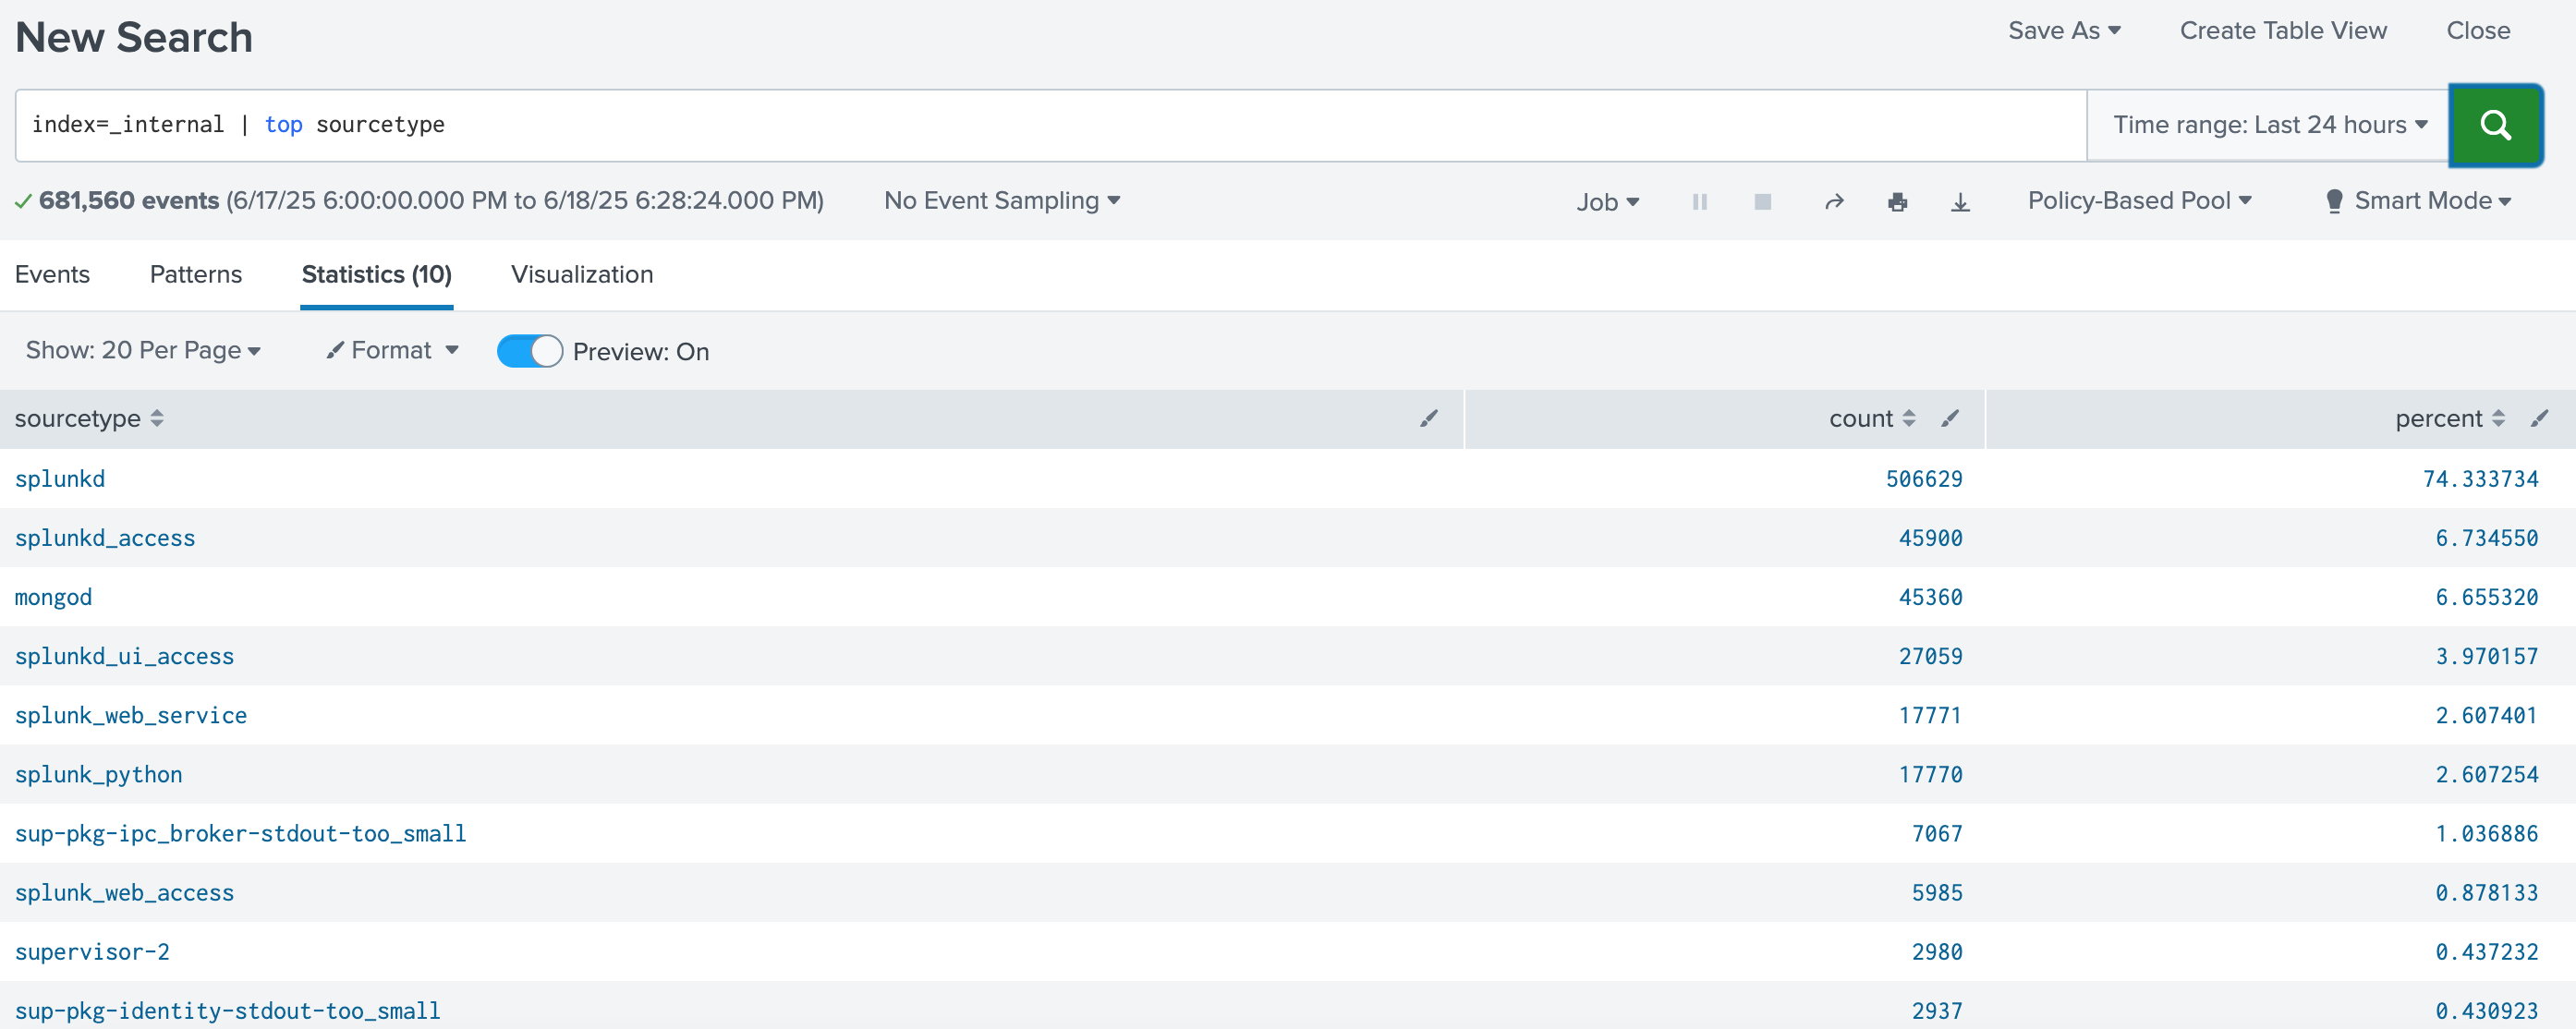 New Search
Save As Create Table View Close
index=_internal | top sourcetype
Time range: Last 24 hours
681,560 events (6/17/25 6:00:00.000 PM to 6/18/25 6:28:24.000 PM) No Event Sampling Job Policy-Based Pool Smart Mode
Events Patterns Statistics (10) Visualization
Show: 20 Per Page Format Preview: On
sourcetype count percent
splunkd 506629 74.333734
splunkd_access 45900 6.734550
mongod 45360 6.655320
splunkd_ui_access 27059 3.970157
splunk_web_service 17771 2.607401
splunk_python 17770 2.607254
sup-pkg-ipc_broker-stdout-too_small 7067 1.036886
splunk_web_access 5985 0.878133
supervisor-2 2980 0.437232
sup-pkg-identity-stdout-too_small 2937 0.430923